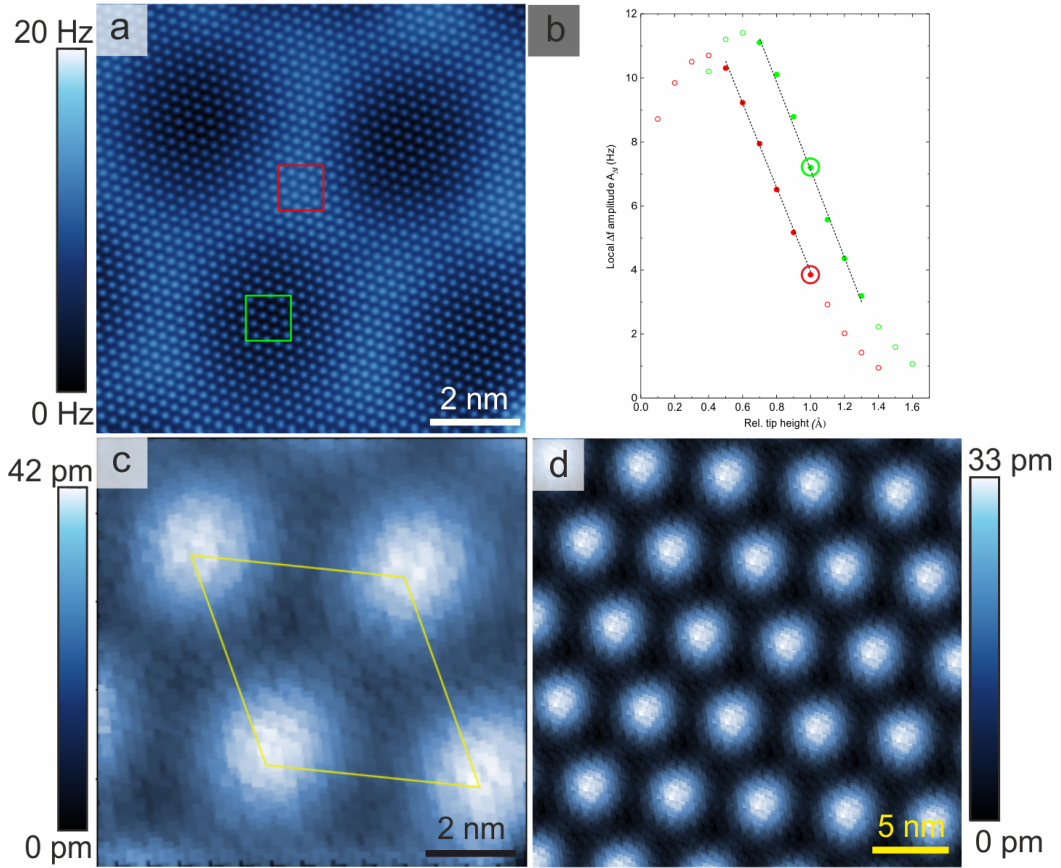 20 Hz
a
0 Hz
2 nm
b
12
10
8
6
4
2
0
Local Δf amplitude A_Δf (Hz)
0.0 0.2 0.4 0.6 0.8 1.0 1.2 1.4 1.6
Rel. tip height (Å)
42 pm
c
0 pm
2 nm
d
33 pm
5 nm
0 pm